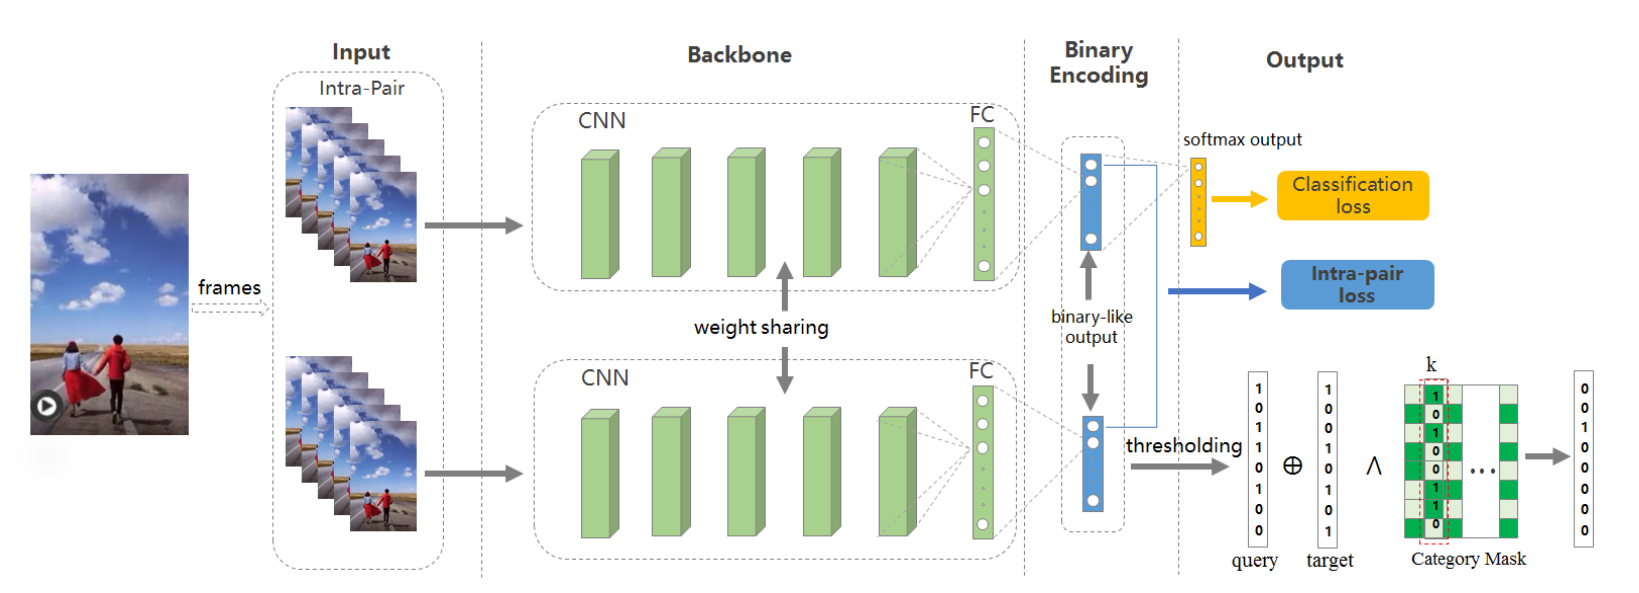 Input
Backbone
Binary
Encoding
Output
Intra-Pair
CNN
FC
softmax output
Classification
loss
frames
Intra-pair
loss
weight sharing
binary-like
output
CNN
FC
thresholding
k
1
0
1
1
0
1
0
0
query
⊕
1
0
0
1
0
1
0
1
target
∧
1
0
1
0
0
1
1
0
...
Category Mask
0
0
1
0
0
0
0
0